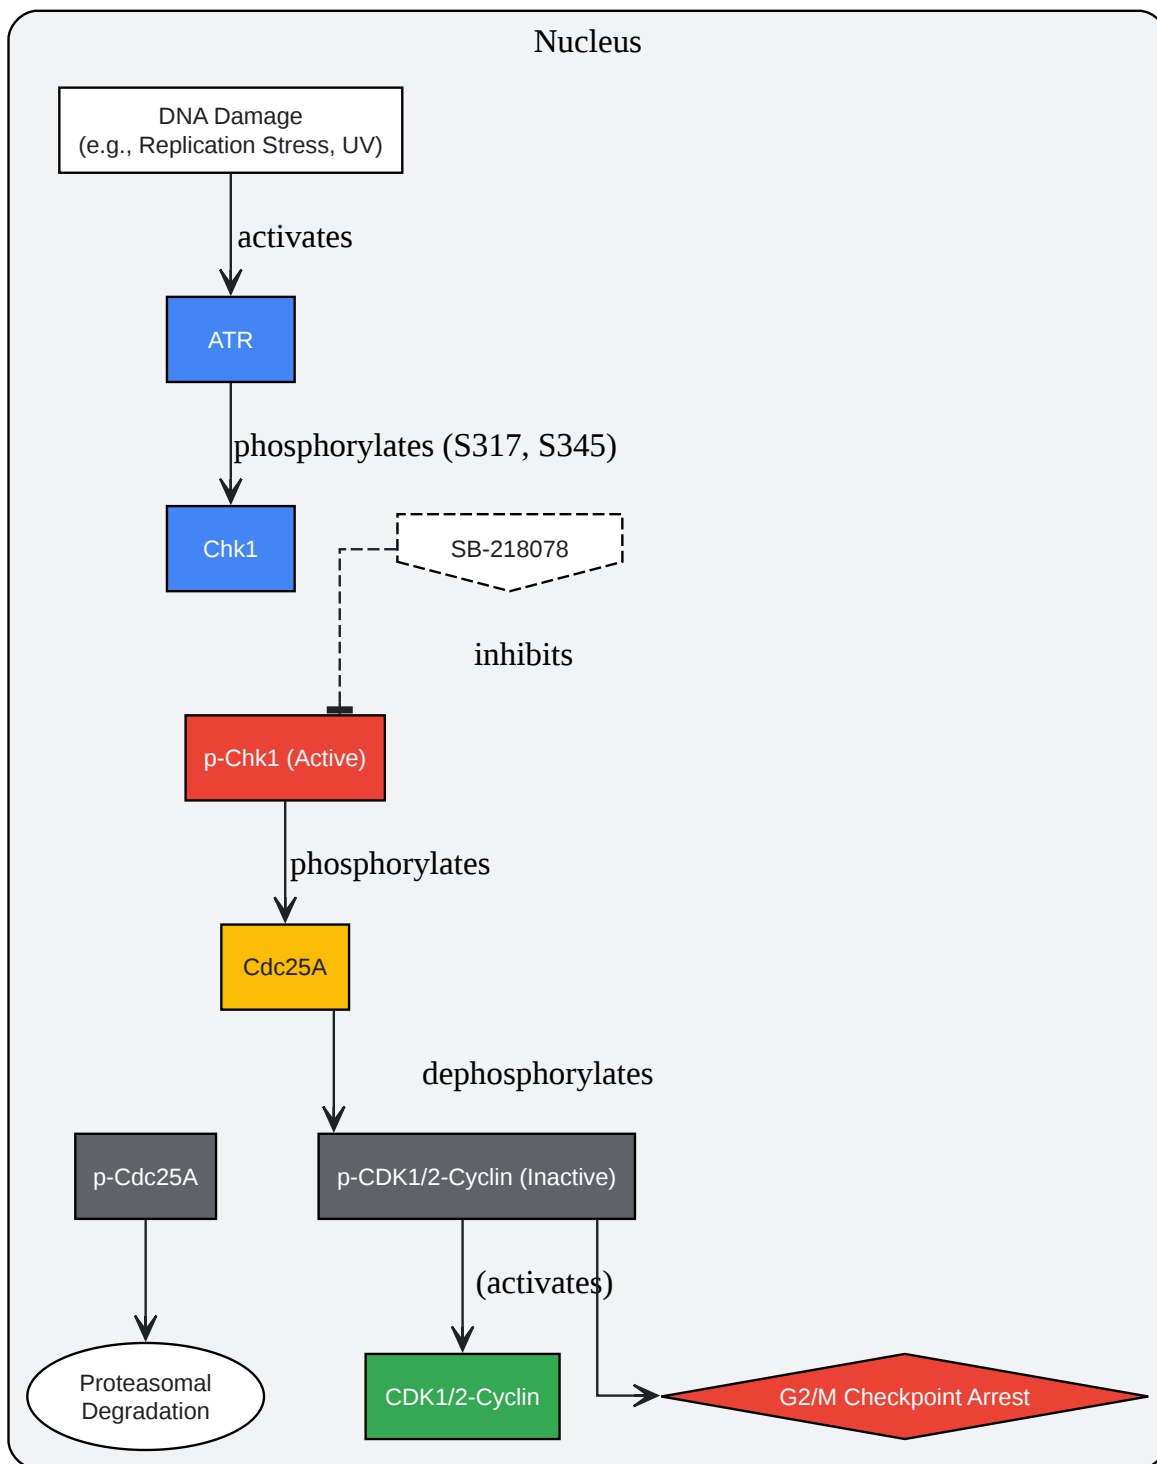 Nucleus
DNA Damage
(e.g., Replication Stress, UV)
activates
ATR
phosphorylates (S317, S345)
Chk1
SB-218078
inhibits
p-Chk1 (Active)
phosphorylates
Cdc25A
dephosphorylates
p-Cdc25A
p-CDK1/2-Cyclin (Inactive)
(activates)
Proteasomal
Degradation
CDK1/2-Cyclin
G2/M Checkpoint Arrest